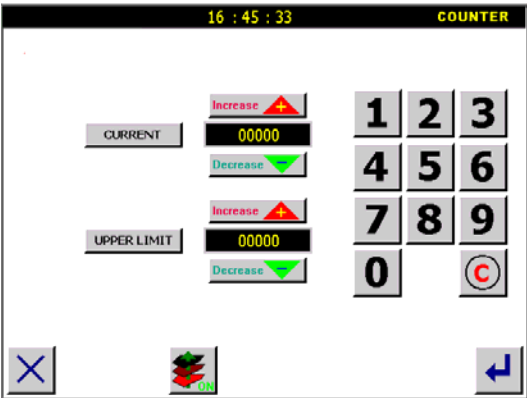 16 : 45 : 33 COUNTER
Increase +
CURRENT 00000
Decrease −
Increase +
UPPER LIMIT 00000
Decrease −
1 2 3
4 5 6
7 8 9
0 C
ON